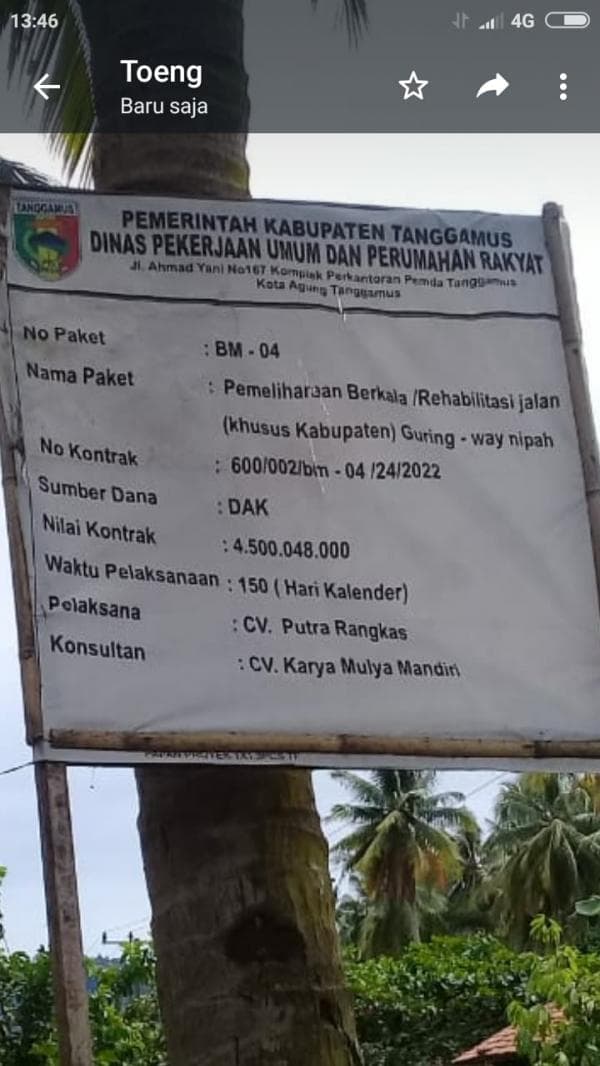 13:46
4G
Toeng
Baru saja
TANGGAMUS
PEMERINTAH KABUPATEN TANGGAMUS
DINAS PEKERJAAN UMUM DAN PERUMAHAN RAKYAT
Jl. Ahmad Yani No167 Komplek Perkantoran Pemda Tanggamus
Kota Agung Tanggamus
No Paket : BM - 04
Nama Paket : Pemeliharaan Berkala /Rehabilitasi jalan
(khusus Kabupaten) Guring - way nipah
No Kontrak : 600/002/bm - 04 /24/2022
Sumber Dana : DAK
Nilai Kontrak : 4.500.048.000
Waktu Pelaksanaan : 150 ( Hari Kalender)
Pelaksana : CV. Putra Rangkas
Konsultan : CV. Karya Mulya Mandiri